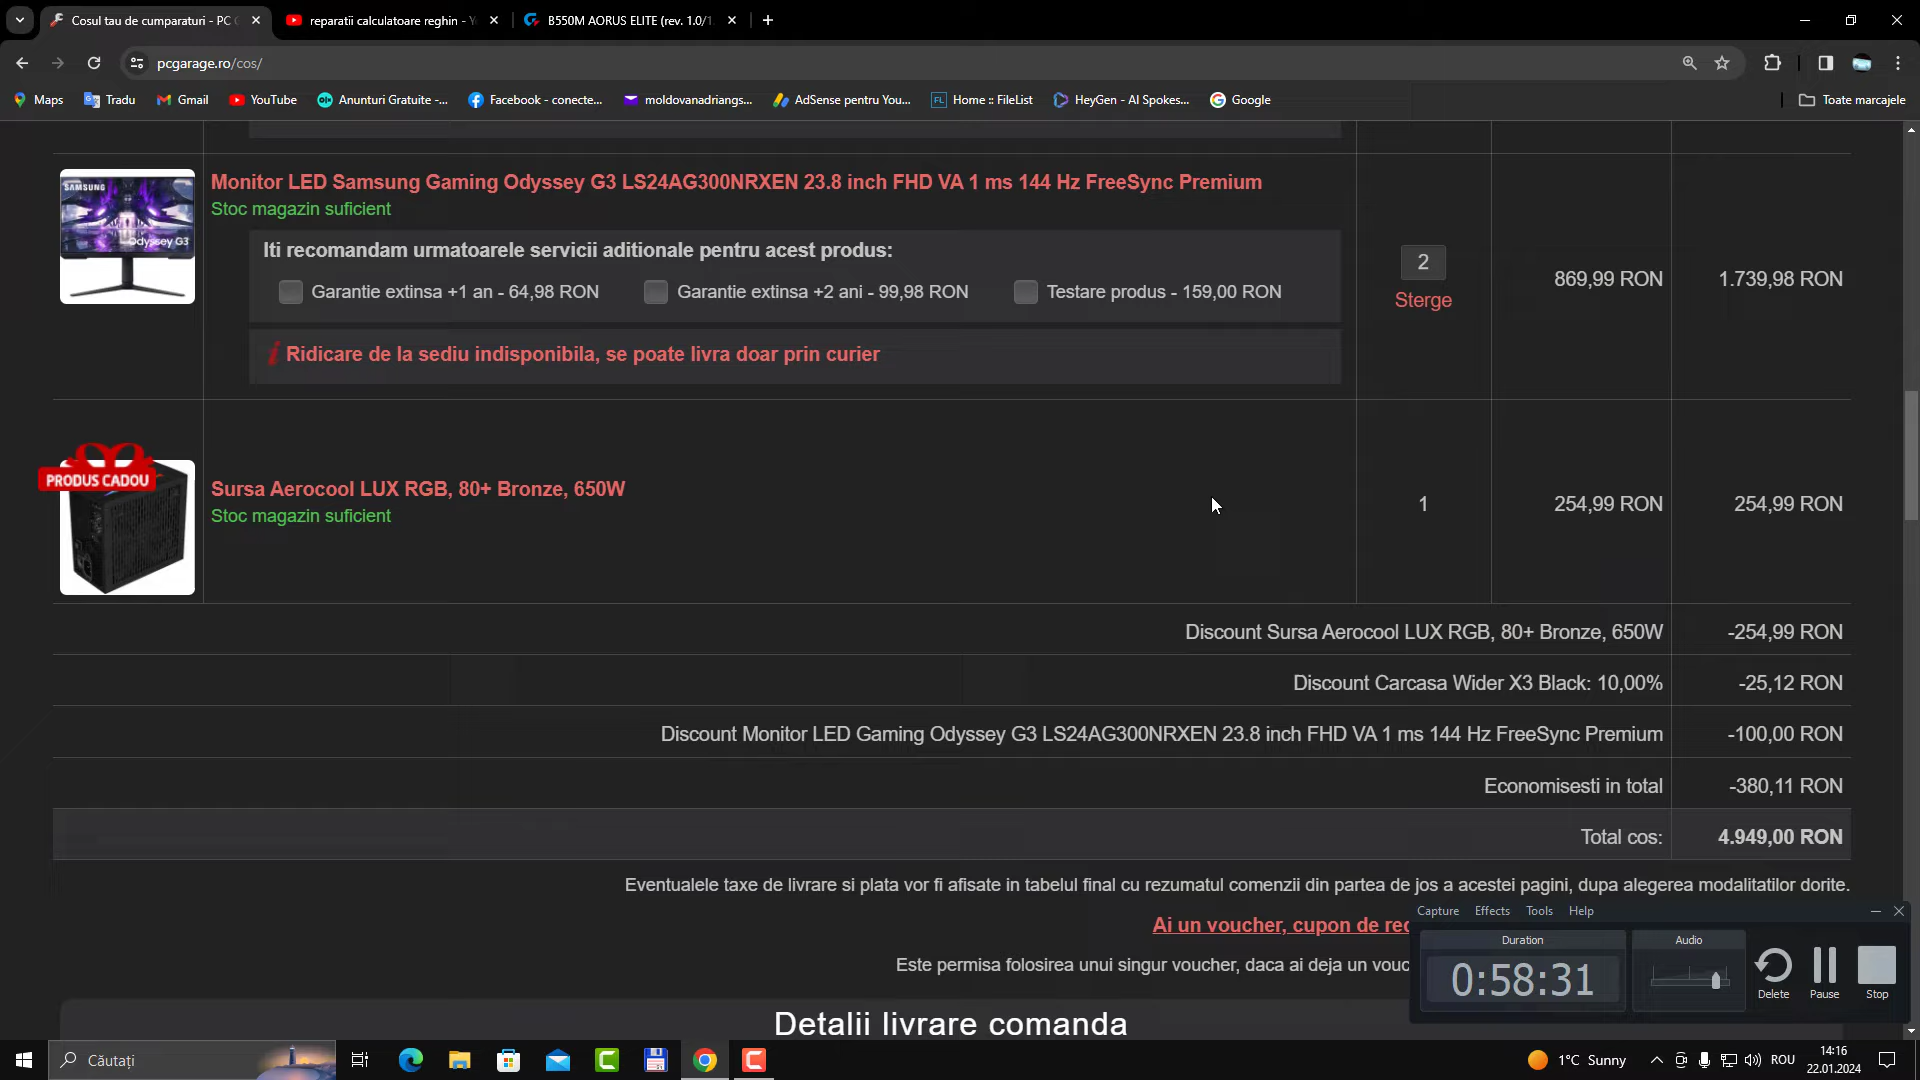 Cosul tau de cumparaturi - PC
reparatii calculatoare reghin -
B550M AORUS ELITE (rev. 1.0/1
pcgarage.ro/cos/
Maps
Tradu
Gmail
YouTube
Anunturi Gratuite -...
Facebook - conecte...
moldovanadriangs...
AdSense pentru You...
FL Home :: FileList
HeyGen - AI Spokes...
Google
Toate marcajele
SAMSUNG
Odyssey G3
Monitor LED Samsung Gaming Odyssey G3 LS24AG300NRXEN 23.8 inch FHD VA 1 ms 144 Hz FreeSync Premium
Stoc magazin suficient
Iti recomandam urmatoarele servicii aditionale pentru acest produs:
Garantie extinsa +1 an - 64,98 RON
Garantie extinsa +2 ani - 99,98 RON
Testare produs - 159,00 RON
Ridicare de la sediu indisponibila, se poate livra doar prin curier
2
Sterge
869,99 RON
1.739,98 RON
PRODUS CADOU
Sursa Aerocool LUX RGB, 80+ Bronze, 650W
Stoc magazin suficient
1
254,99 RON
254,99 RON
Discount Sursa Aerocool LUX RGB, 80+ Bronze, 650W
-254,99 RON
Discount Carcasa Wider X3 Black: 10,00%
-25,12 RON
Discount Monitor LED Gaming Odyssey G3 LS24AG300NRXEN 23.8 inch FHD VA 1 ms 144 Hz FreeSync Premium
-100,00 RON
Economisesti in total
-380,11 RON
Total cos:
4.949,00 RON
Eventualele taxe de livrare si plata vor fi afisate in tabelul final cu rezumatul comenzii din partea de jos a acestei pagini, dupa alegerea modalitatilor dorite.
Ai un voucher, cupon de
Este permisa folosirea unui singur voucher, daca ai deja un
Detalii livrare comanda
Capture
Effects
Tools
Help
Duration
0:58:31
Audio
Delete
Pause
Stop
Căutați
1°C Sunny
ROU
14:16
22.01.2024